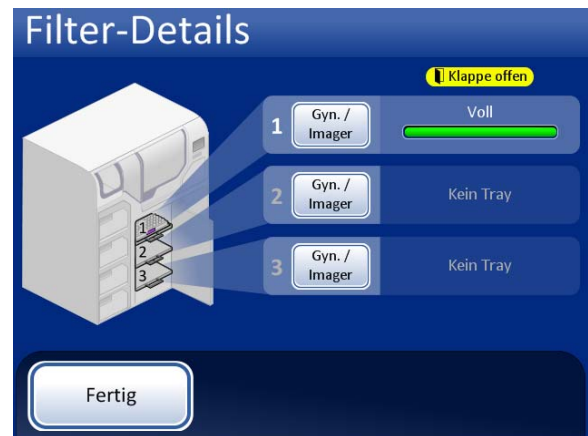 Filter-Details
Klappe offen
1
Gyn. /
Imager
Voll
2
Gyn. /
Imager
Kein Tray
3
Gyn. /
Imager
Kein Tray
1
2
3
Fertig